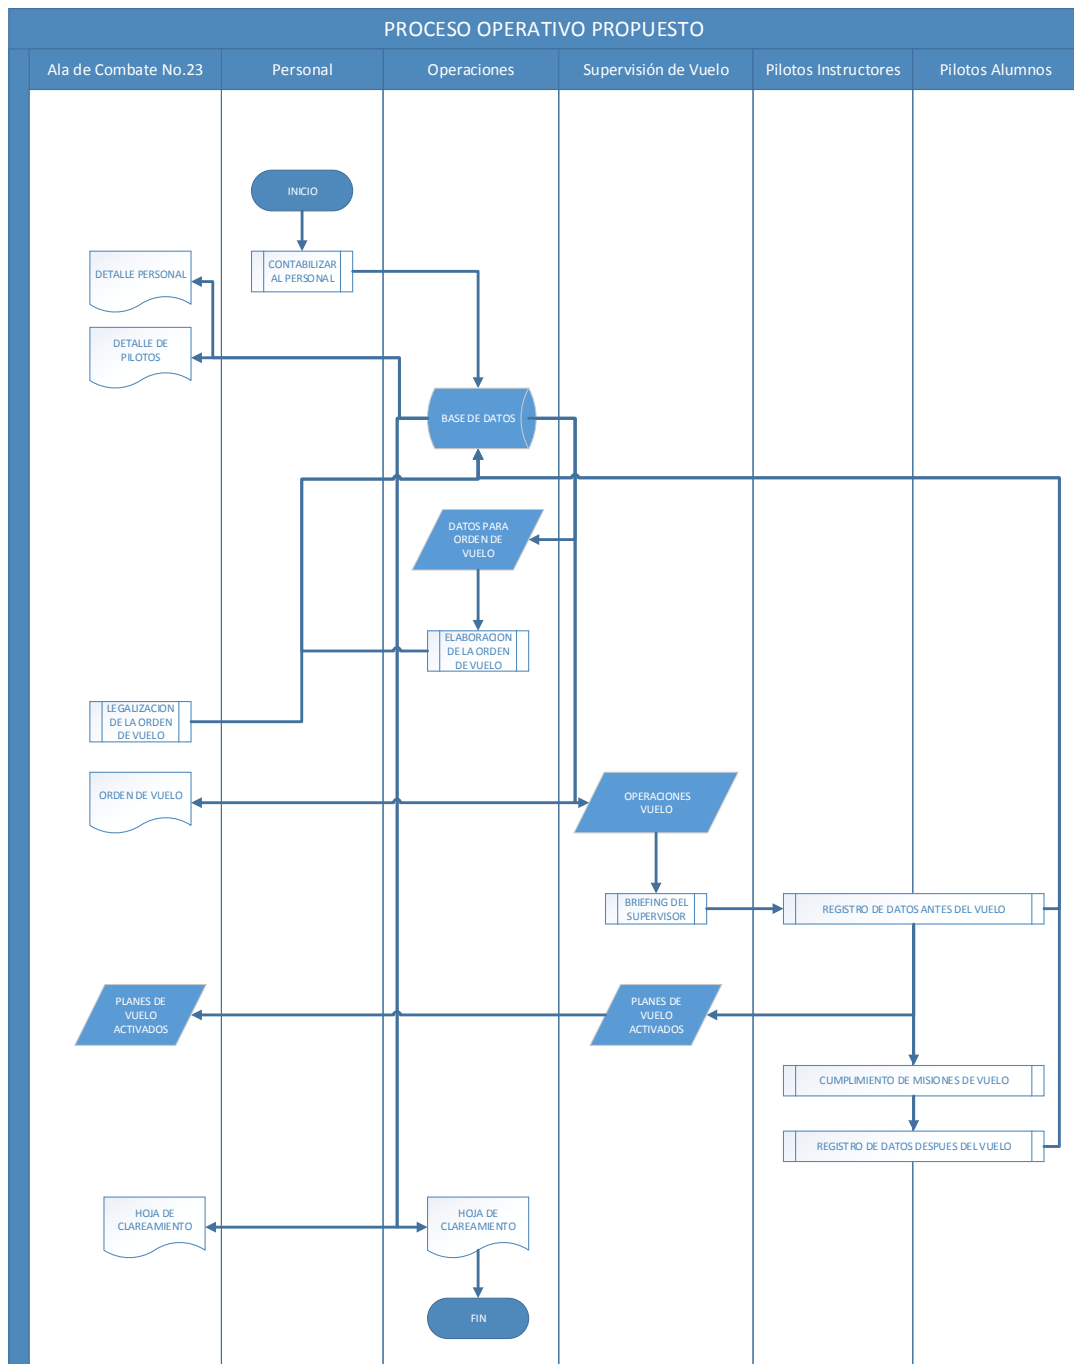 PROCESO OPERATIVO PROPUESTO
Ala de Combate No.23
Personal
Operaciones
Supervisión de Vuelo
Pilotos Instructores
Pilotos Alumnos
INICIO
CONTABILIZAR
AL PERSONAL
DETALLE PERSONAL
DETALLE DE
PILOTOS
BASE DE DATOS
DATOS PARA
ORDEN DE
VUELO
ELABORACION
DE LA ORDEN
DE VUELO
LEGALIZACION
DE LA ORDEN
DE VUELO
ORDEN DE VUELO
OPERACIONES
VUELO
BRIEFING DEL
SUPERVISOR
REGISTRO DE DATOS ANTES DEL VUELO
PLANES DE
VUELO
ACTIVADOS
PLANES DE
VUELO
ACTIVADOS
CUMPLIMIENTO DE MISIONES DE VUELO
REGISTRO DE DATOS DESPUES DEL VUELO
HOJA DE
CLAREAMIENTO
HOJA DE
CLAREAMIENTO
FIN